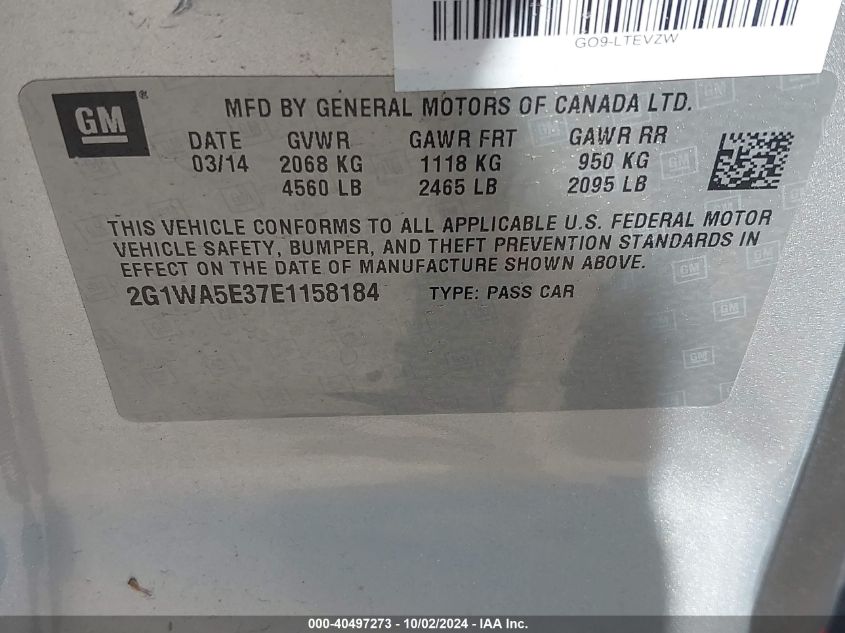 GO9-LTEVZW
GM® MFD BY GENERAL MOTORS OF CANADA LTD.
DATE GVWR GAWR FRT GAWR RR
03/14 2068 KG 1118 KG 950 KG
4560 LB 2465 LB 2095 LB
THIS VEHICLE CONFORMS TO ALL APPLICABLE U.S. FEDERAL MOTOR
VEHICLE SAFETY, BUMPER, AND THEFT PREVENTION STANDARDS IN
EFFECT ON THE DATE OF MANUFACTURE SHOWN ABOVE.
2G1WA5E37E1158184 TYPE: PASS CAR
000-40497273 - 10/02/2024 - IAA Inc.